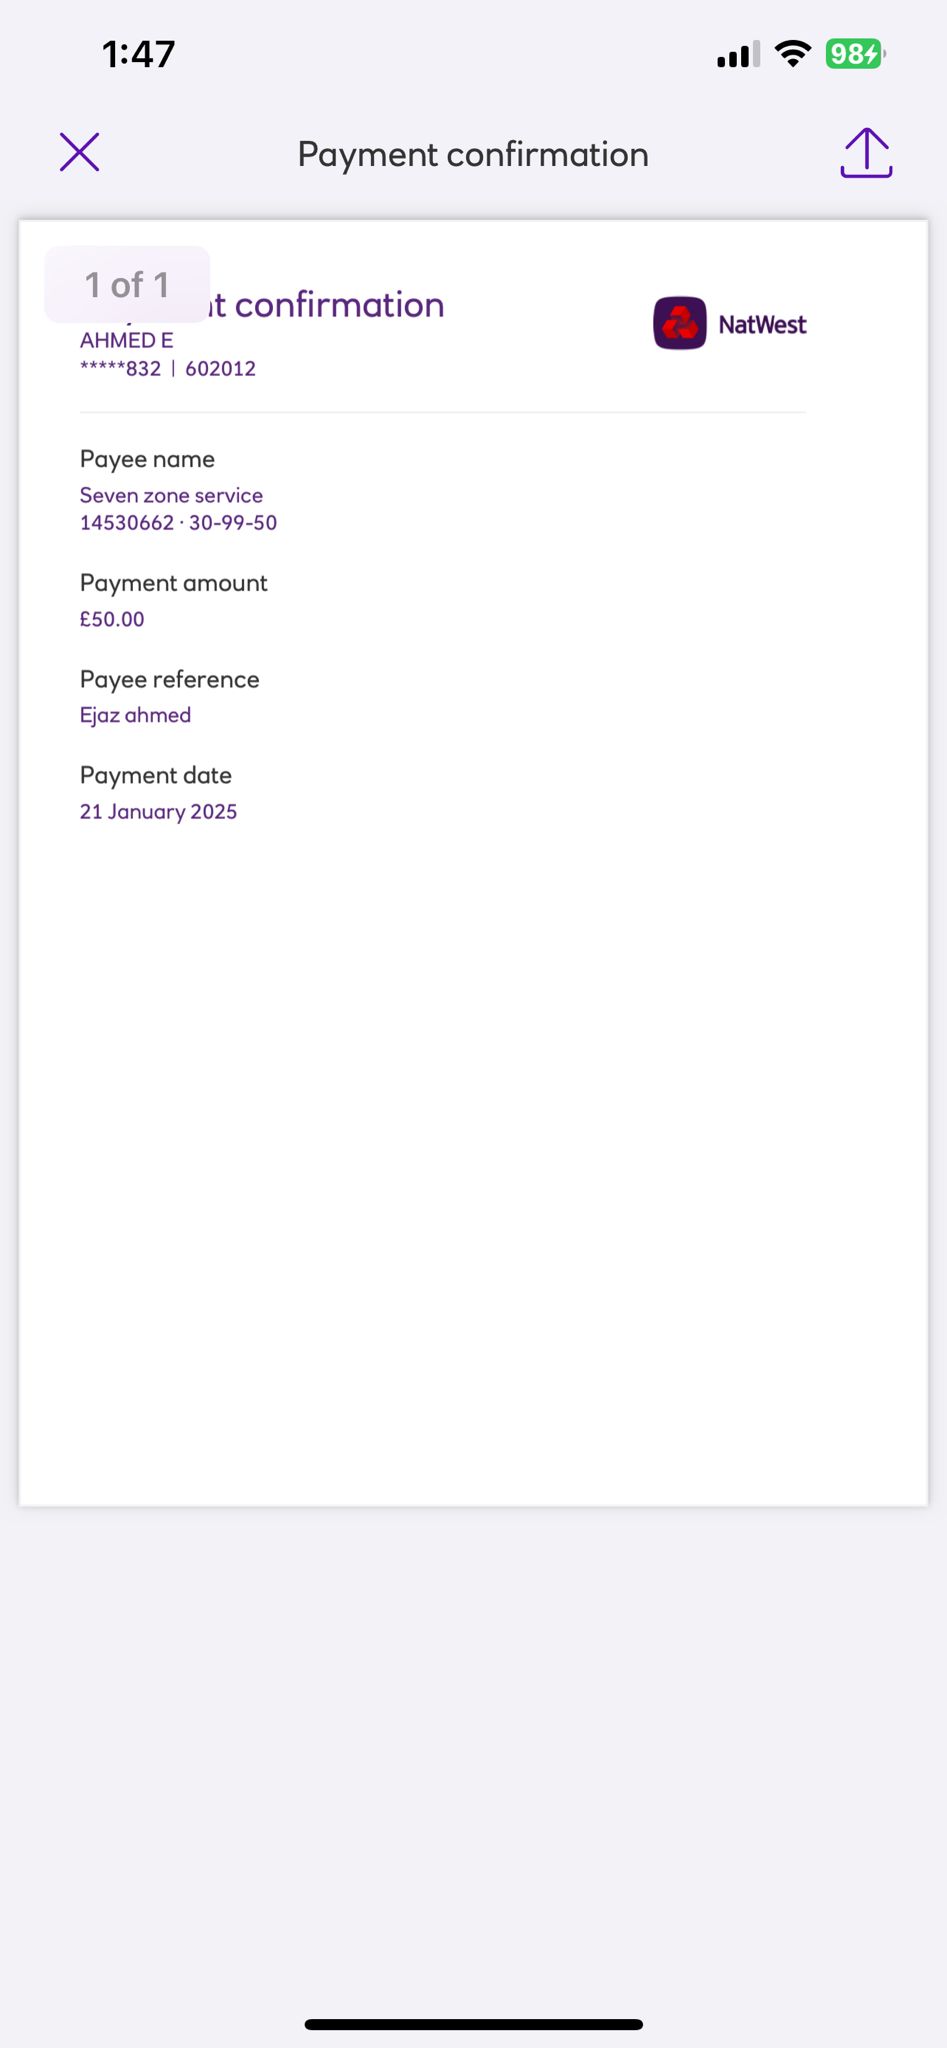 1:47
98
Payment confirmation
1 of 1
t confirmation
NatWest
AHMED E
*****832 | 602012
Payee name
Seven zone service
14530662 · 30-99-50
Payment amount
£50.00
Payee reference
Ejaz ahmed
Payment date
21 January 2025